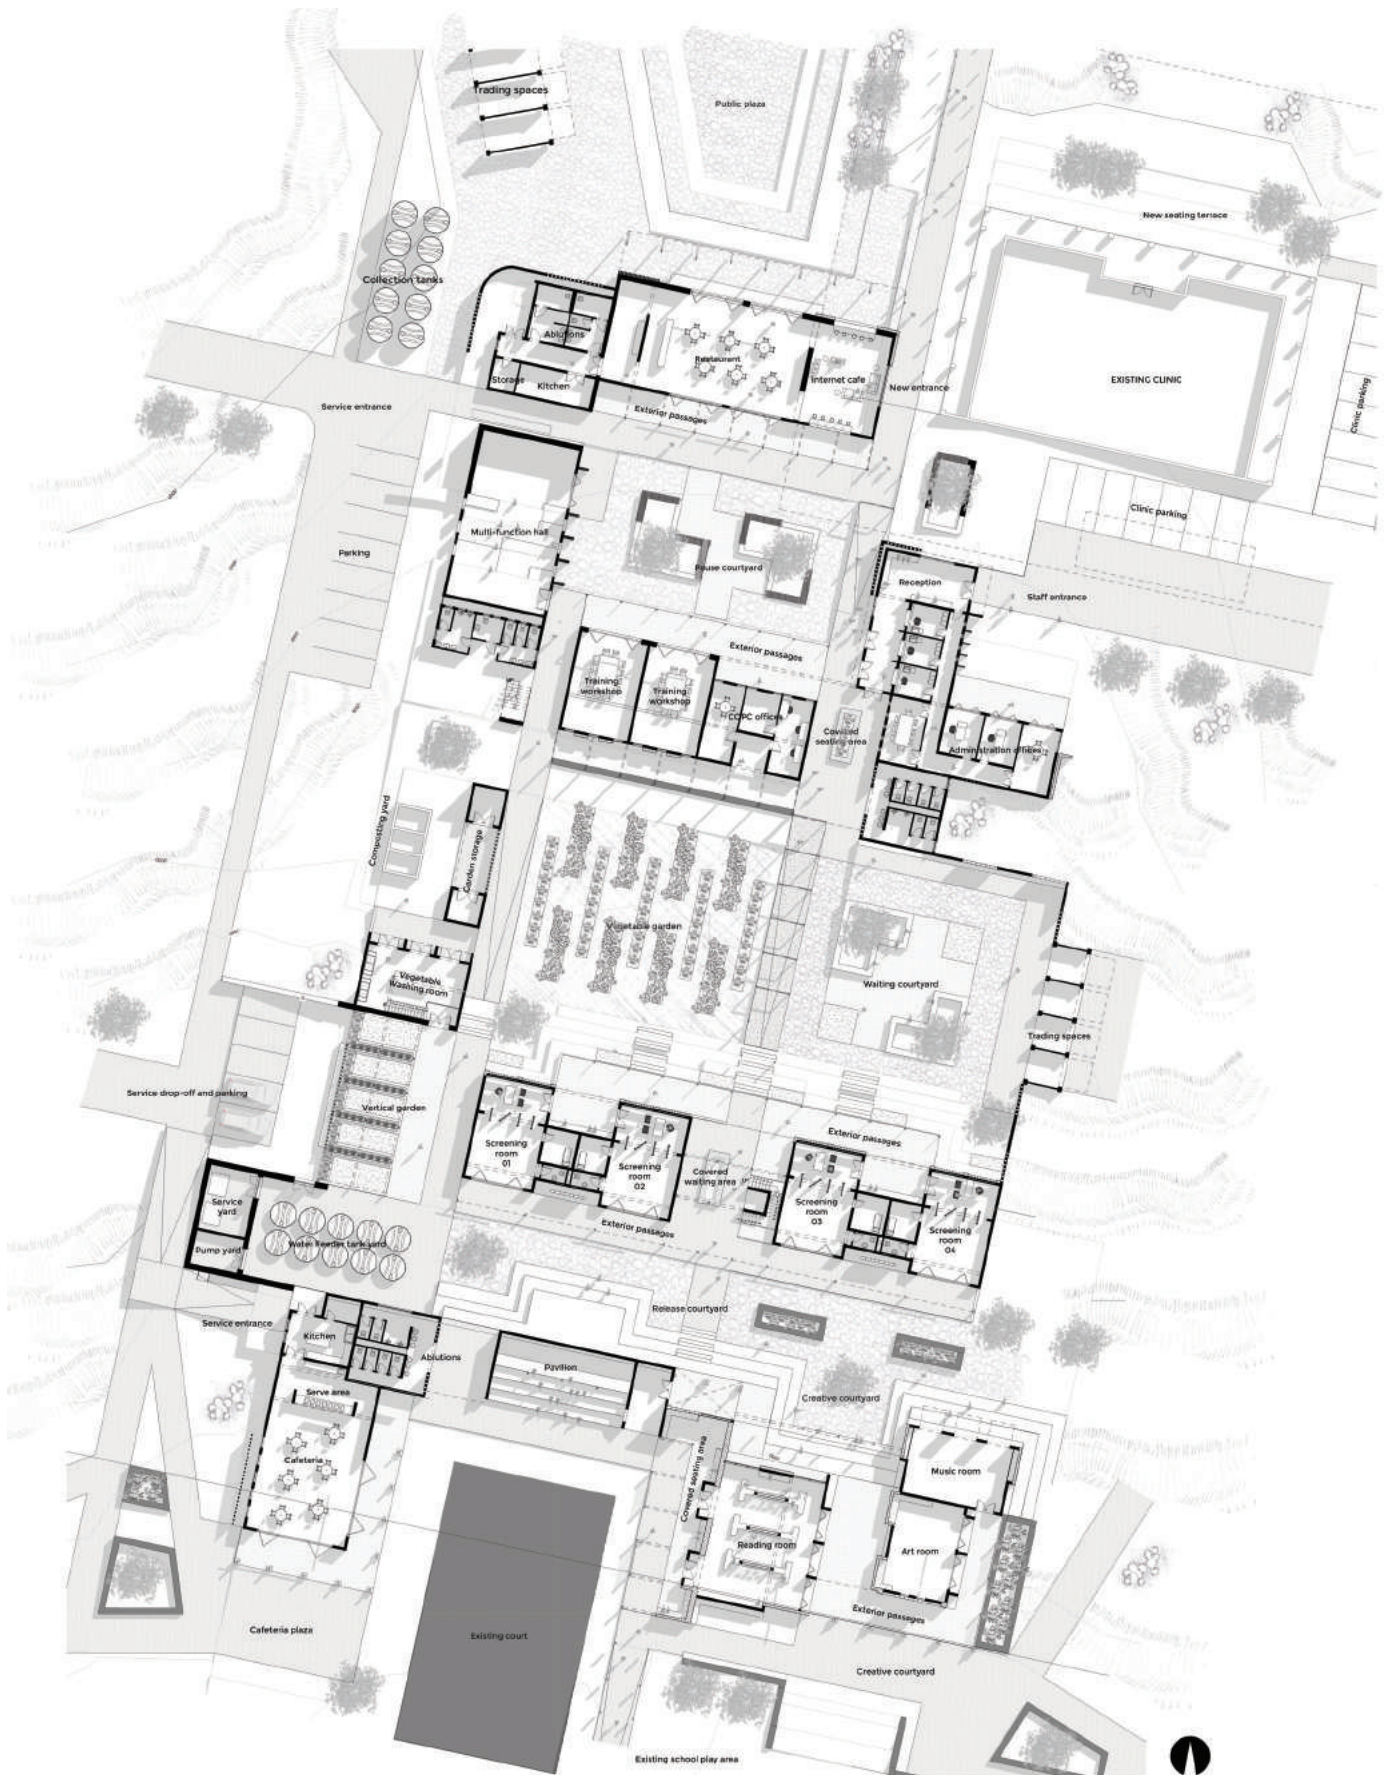 Trading spaces
Public plaza
New seating terrace
Collection tanks
Ablutions
Restaurant
Storage
Kitchen
Internet cafe
New entrance
EXISTING CLINIC
Clinic parking
Service entrance
Exterior passages
Clinic parking
Multi-function hall
Parking
Pause courtyard
Reception
Staff entrance
Exterior passages
Training
workshop
Training
workshop
CCPC offices
Covered
seating area
Administration offices
Composting yard
Garden storage
Vegetable garden
Vegetable
Washing room
Waiting courtyard
Trading spaces
Service drop-off and parking
Vertical garden
Exterior passages
Screening
room
01
Screening
room
02
Covered
waiting area
Screening
room
03
Screening
room
04
Service
yard
Pump yard
Water feeder tank yard
Exterior passages
Release courtyard
Service entrance
Kitchen
Ablutions
Pavilion
Serve area
Creative courtyard
Cafeteria
Covered seating area
Music room
Reading room
Art room
Exterior passages
Cafeteria plaza
Existing court
Creative courtyard
Existing school play area